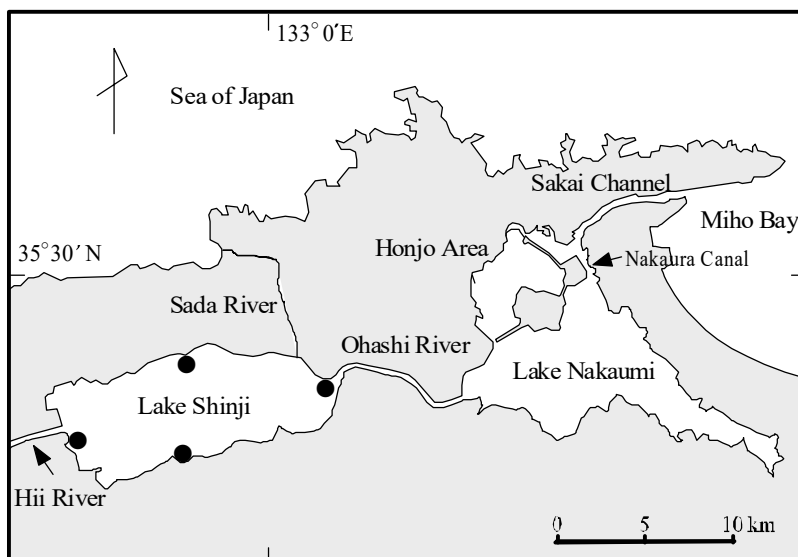 133°0′E
Sea of Japan
Sakai Channel
Miho Bay
Honjo Area
35°30′ N
Nakaura Canal
Sada River
Ohashi River
Lake Nakaumi
Lake Shinji
Hii River
0 5 10 km